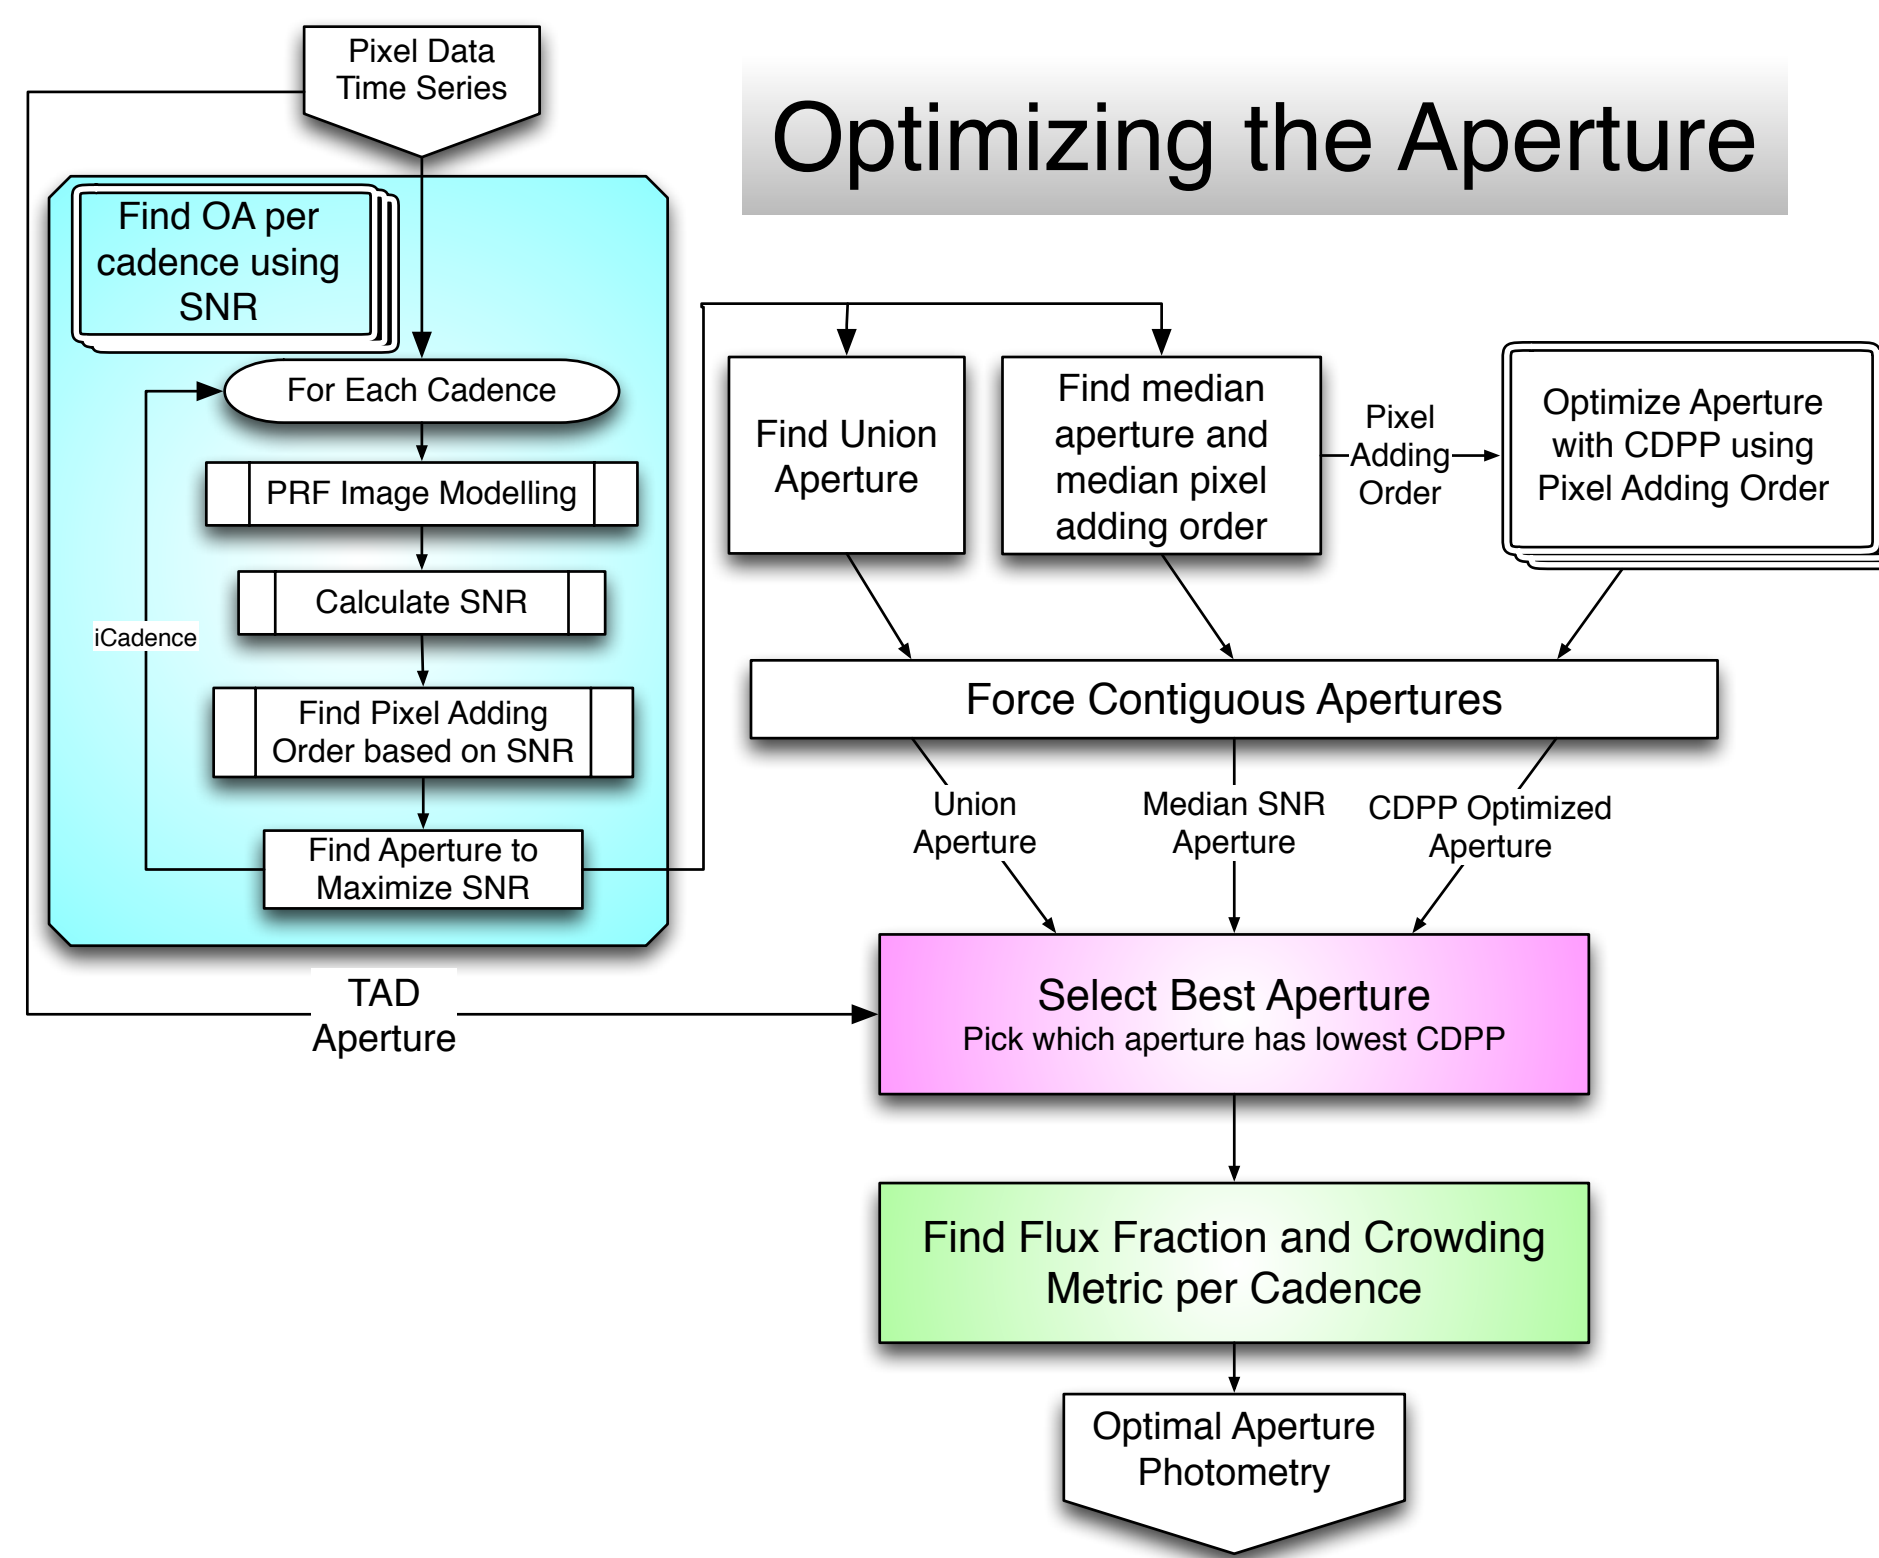 Pixel Data
Time Series
Optimizing the Aperture
Find OA per
cadence using
SNR
For Each Cadence
PRF Image Modelling
Calculate SNR
iCadence
Find Pixel Adding
Order based on SNR
Find Aperture to
Maximize SNR
Find Union
Aperture
Find median
aperture and
median pixel
adding order
Pixel
Adding
Order
Optimize Aperture
with CDPP using
Pixel Adding Order
Force Contiguous Apertures
Union
Aperture
Median SNR
Aperture
CDPP Optimized
Aperture
TAD
Aperture
Select Best Aperture
Pick which aperture has lowest CDPP
Find Flux Fraction and Crowding
Metric per Cadence
Optimal Aperture
Photometry